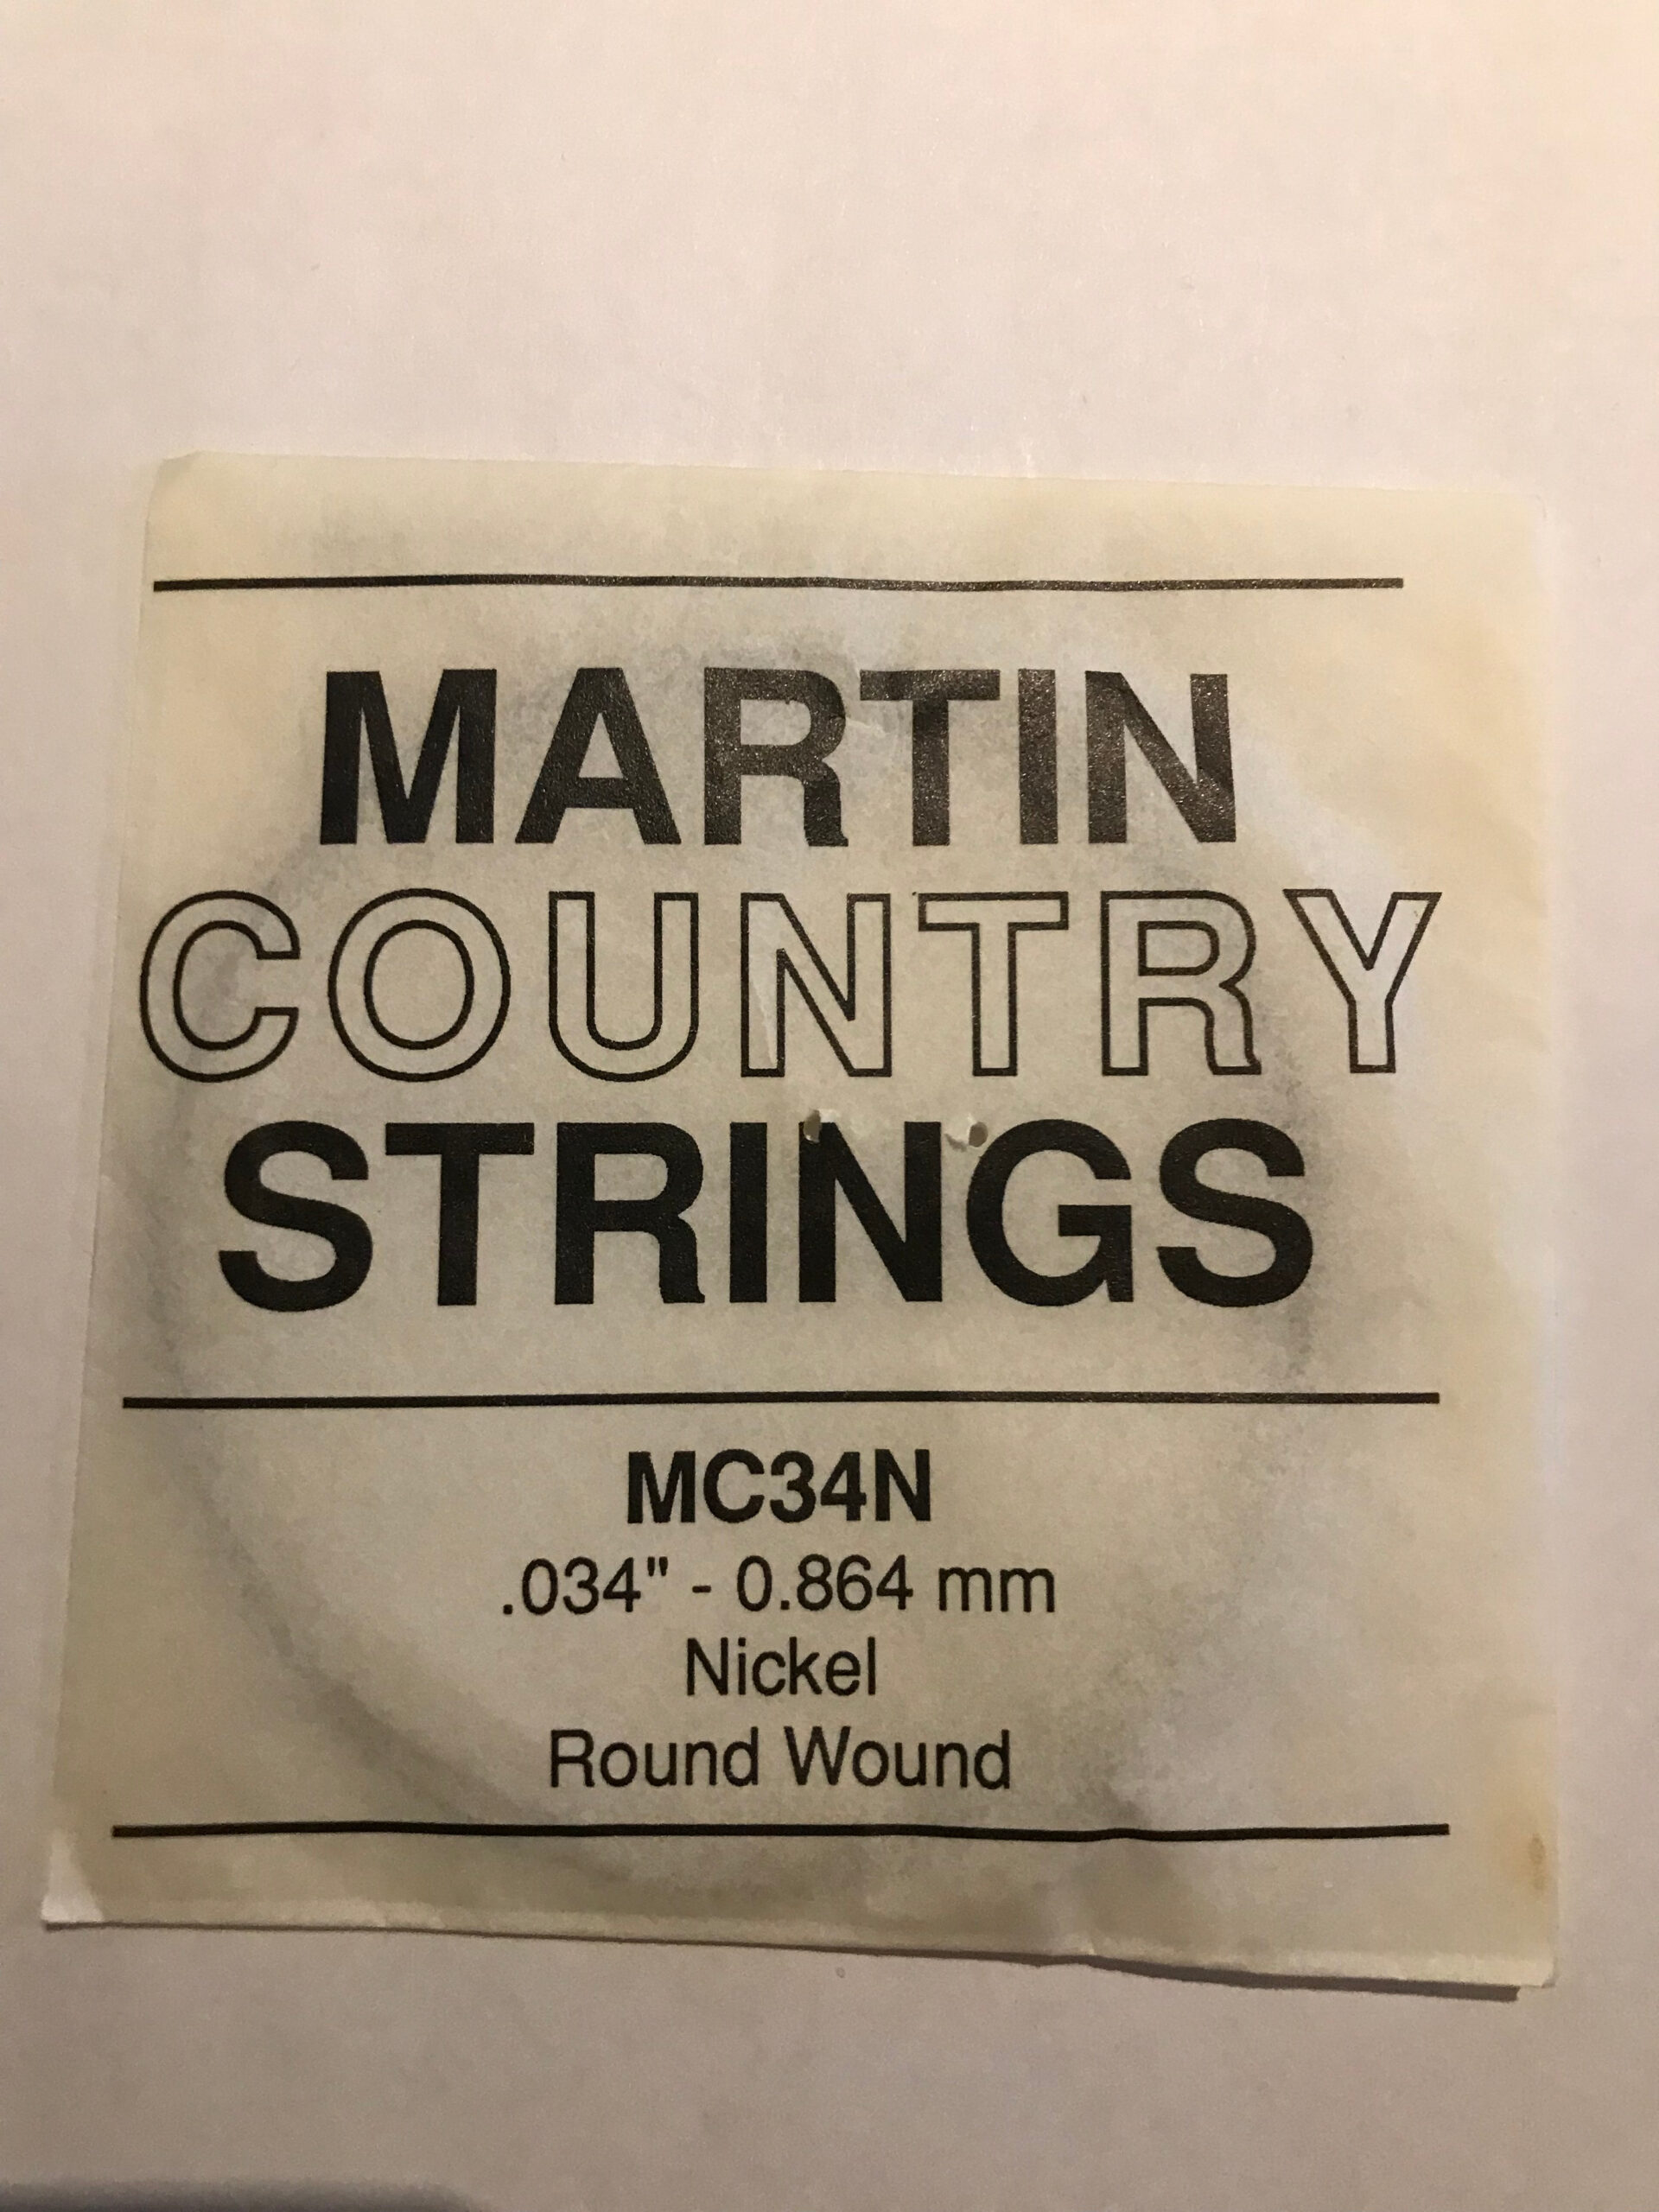 MARTIN
COUNTRY
STRINGS
MC34N
.034" - 0.864 mm
Nickel
Round Wound